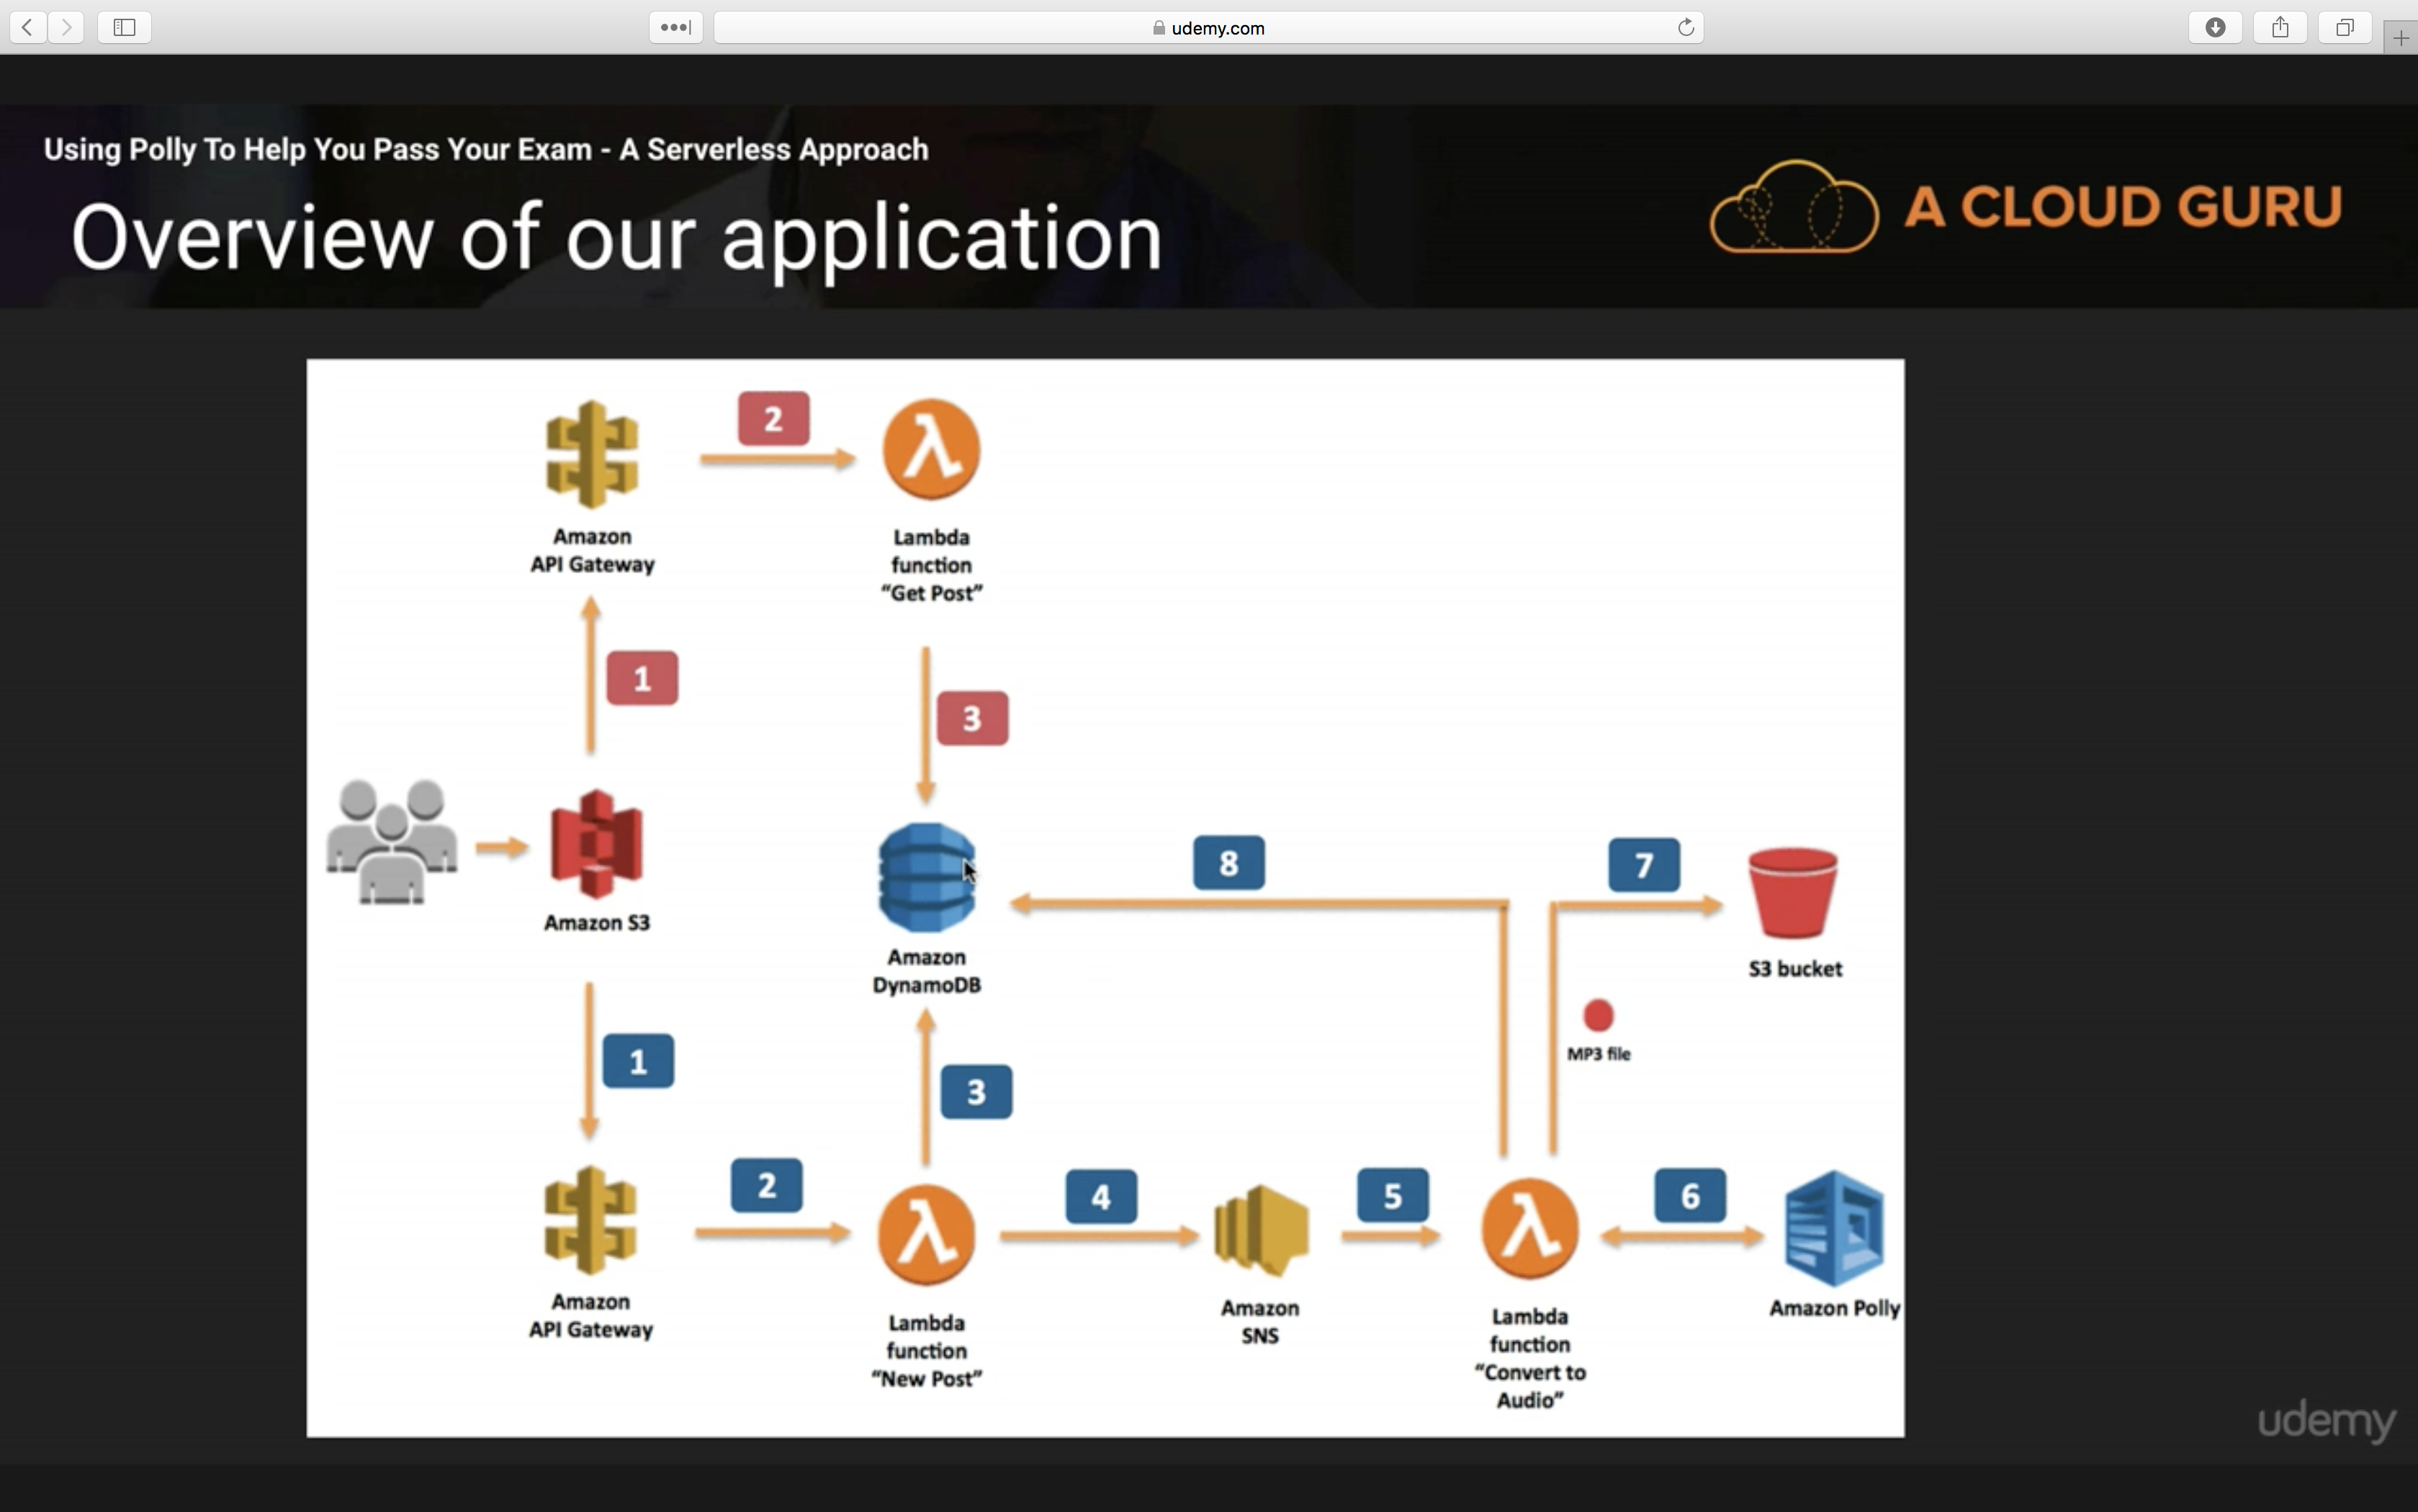 udemy.com
Using Polly To Help You Pass Your Exam - A Serverless Approach
Overview of our application
A CLOUD GURU
2
Amazon
API Gateway
Lambda
function
“Get Post”
1
3
Amazon S3
Amazon
DynamoDB
8
7
S3 bucket
MP3 file
1
3
2
4
5
6
Amazon
API Gateway
Lambda
function
“New Post”
Amazon
SNS
Lambda
function
“Convert to
Audio”
Amazon Polly
udemy